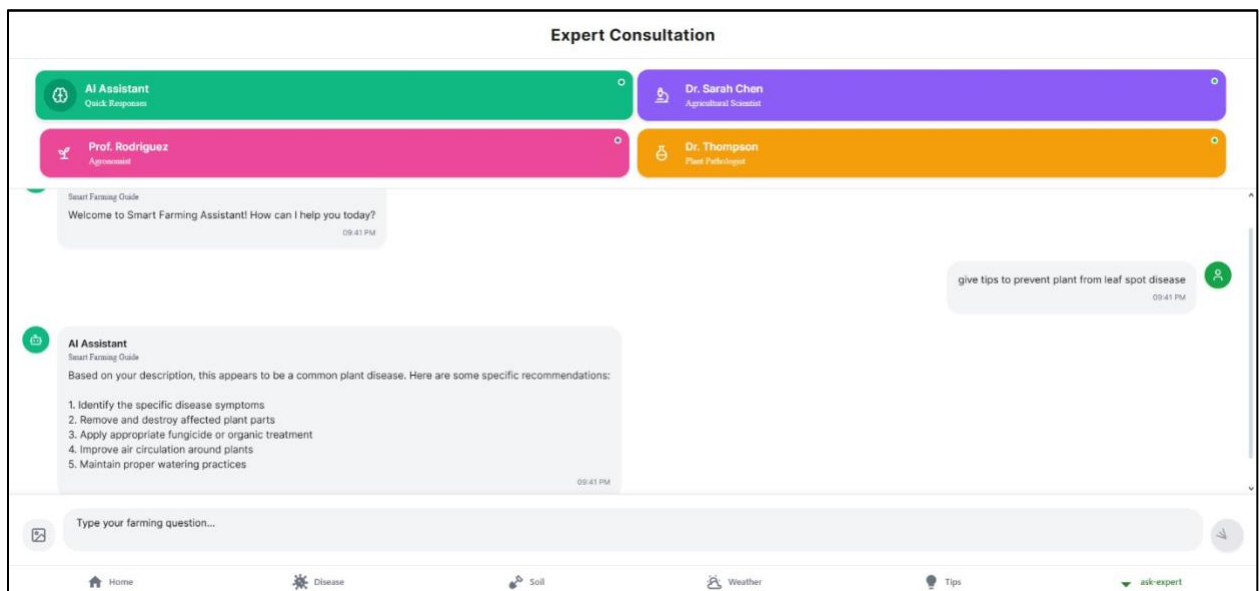 Expert Consultation
AI Assistant
Quick Responses
Dr. Sarah Chen
Agricultural Scientist
Prof. Rodriguez
Agronomist
Dr. Thompson
Plant Pathologist
Smart Farming Guide
Welcome to Smart Farming Assistant! How can I help you today?
09:41 PM
give tips to prevent plant from leaf spot disease
09:41 PM
AI Assistant
Smart Farming Guide
Based on your description, this appears to be a common plant disease. Here are some specific recommendations:
1. Identify the specific disease symptoms
2. Remove and destroy affected plant parts
3. Apply appropriate fungicide or organic treatment
4. Improve air circulation around plants
5. Maintain proper watering practices
09:41 PM
Type your farming question...
Home
Disease
Soil
Weather
Tips
ask-expert